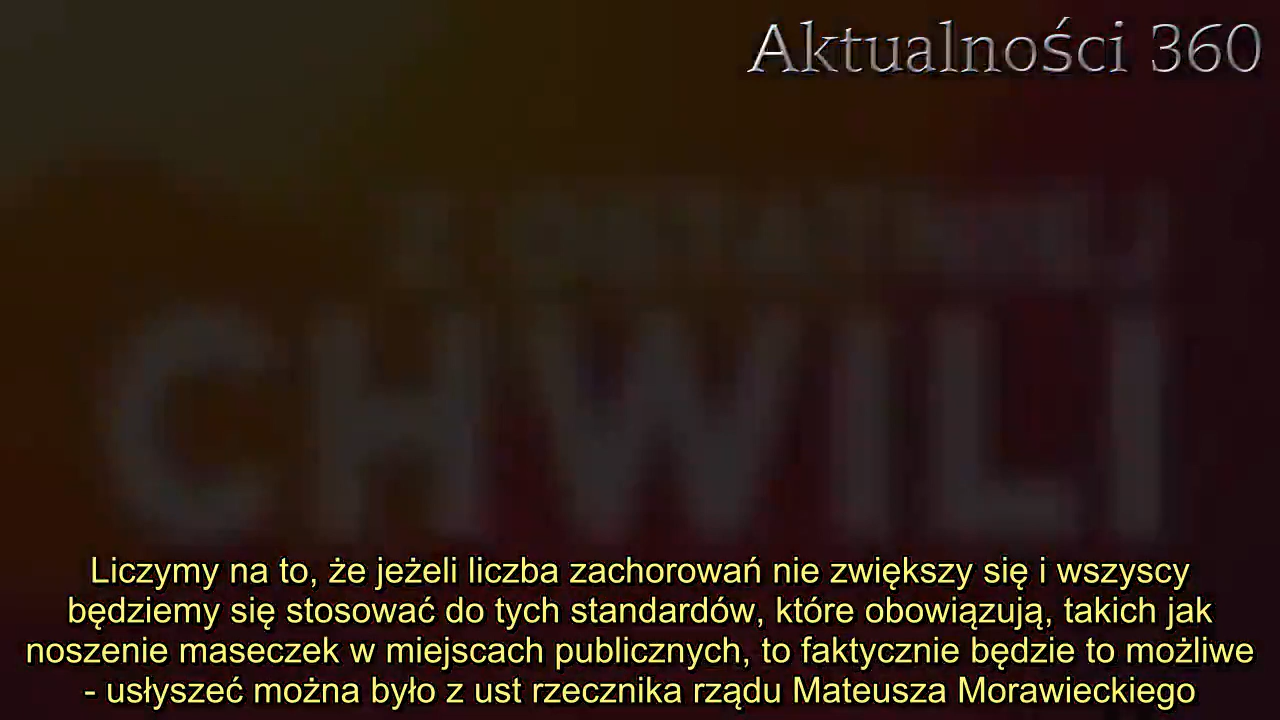 Aktualności 360
Z OSTATNIEJ
CHWILI
Liczymy na to, że jeżeli liczba zachorowań nie zwiększy się i wszyscy
będziemy się stosować do tych standardów, które obowiązują, takich jak
noszenie maseczek w miejscach publicznych, to faktycznie będzie to możliwe
- usłyszeć można było z ust rzecznika rządu Mateusza Morawieckiego